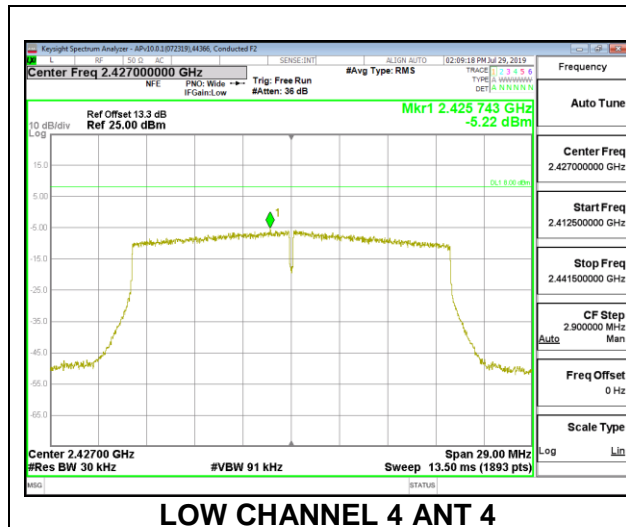 Keysight Spectrum Analyzer - APv10.0.1(072319),44366, Conducted F2
L RF 50 Ω AC SENSE:INT ALIGN AUTO 02:09:18 PM Jul 29, 2019
Center Freq 2.427000000 GHz
NFE PNO: Wide Trig: Free Run
IFGain:Low #Atten: 36 dB
#Avg Type: RMS
TRACE 1 2 3 4 5 6
TYPE A WWWWW
DET A N N N N N
Frequency
Auto Tune
Center Freq
2.427000000 GHz
Start Freq
2.412500000 GHz
Stop Freq
2.441500000 GHz
CF Step
2.900000 MHz
Auto Man
Freq Offset
0 Hz
Scale Type
Log Lin
Mkr1 2.425 743 GHz
-5.22 dBm
Ref Offset 13.3 dB
10 dB/div Ref 25.00 dBm
Log
15.0
5.00
-5.00
-15.0
-25.0
-35.0
-45.0
-55.0
-65.0
DL1 8.00 dBm
1
Center 2.42700 GHz Span 29.00 MHz
#Res BW 30 kHz #VBW 91 kHz Sweep 13.50 ms (1893 pts)
MSG STATUS
LOW CHANNEL 4 ANT 4